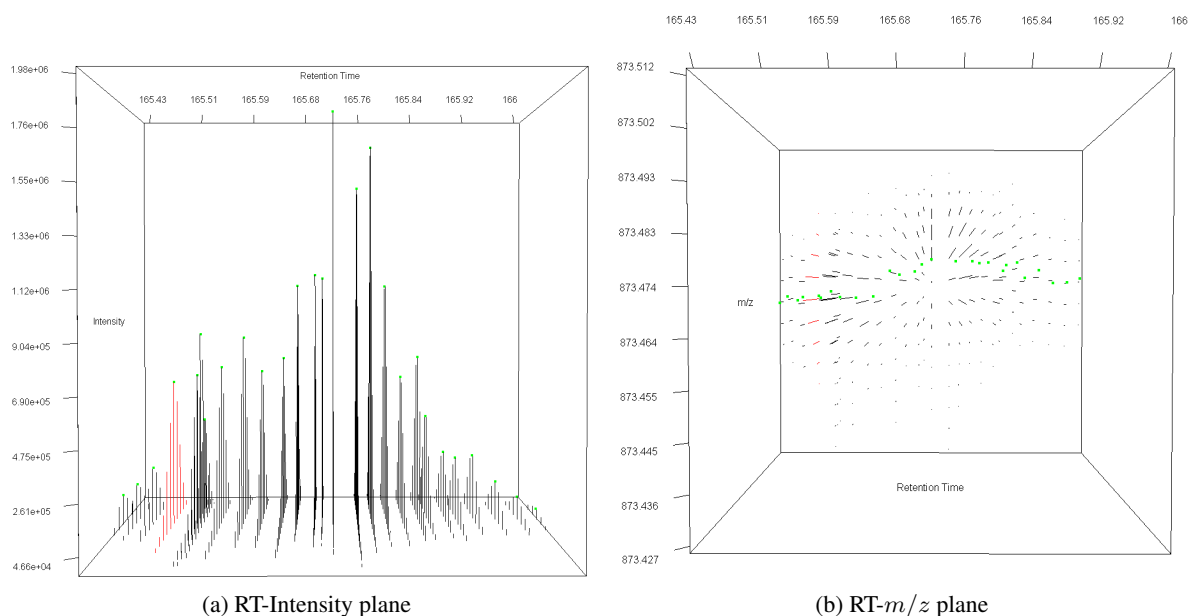 1.98e+06
Retention Time
165.43 165.51 165.59 165.68 165.76 165.84 165.92 166
1.76e+06
1.55e+06
1.33e+06
1.12e+06
Intensity
9.04e+05
6.90e+05
4.75e+05
2.61e+05
4.66e+04
(a) RT-Intensity plane
165.43 165.51 165.59 165.68 165.76 165.84 165.92 166
873.512
873.502
873.493
873.483
873.474
m/z
873.464
873.455
873.445
Retention Time
873.436
873.427
(b) RT-m/z plane